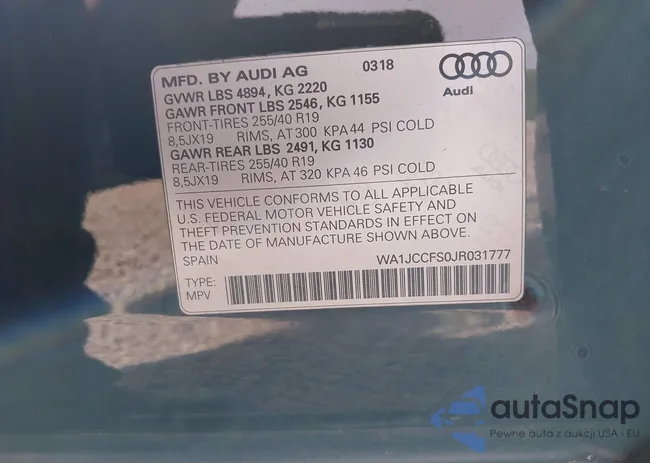 MFD. BY AUDI AG 0318
GVWR LBS 4894, KG 2220
GAWR FRONT LBS 2546, KG 1155
FRONT-TIRES 255/40 R19
8,5JX19 RIMS, AT 300 KPA 44 PSI COLD
GAWR REAR LBS 2491, KG 1130
REAR-TIRES 255/40 R19
8,5JX19 RIMS, AT 320 KPA 46 PSI COLD
Audi
THIS VEHICLE CONFORMS TO ALL APPLICABLE
U.S. FEDERAL MOTOR VEHICLE SAFETY AND
THEFT PREVENTION STANDARDS IN EFFECT ON
THE DATE OF MANUFACTURE SHOWN ABOVE.
SPAIN WA1JCCFS0JR031777
TYPE:
MPV
autaSnap
Pewne auta z aukcji USA i EU